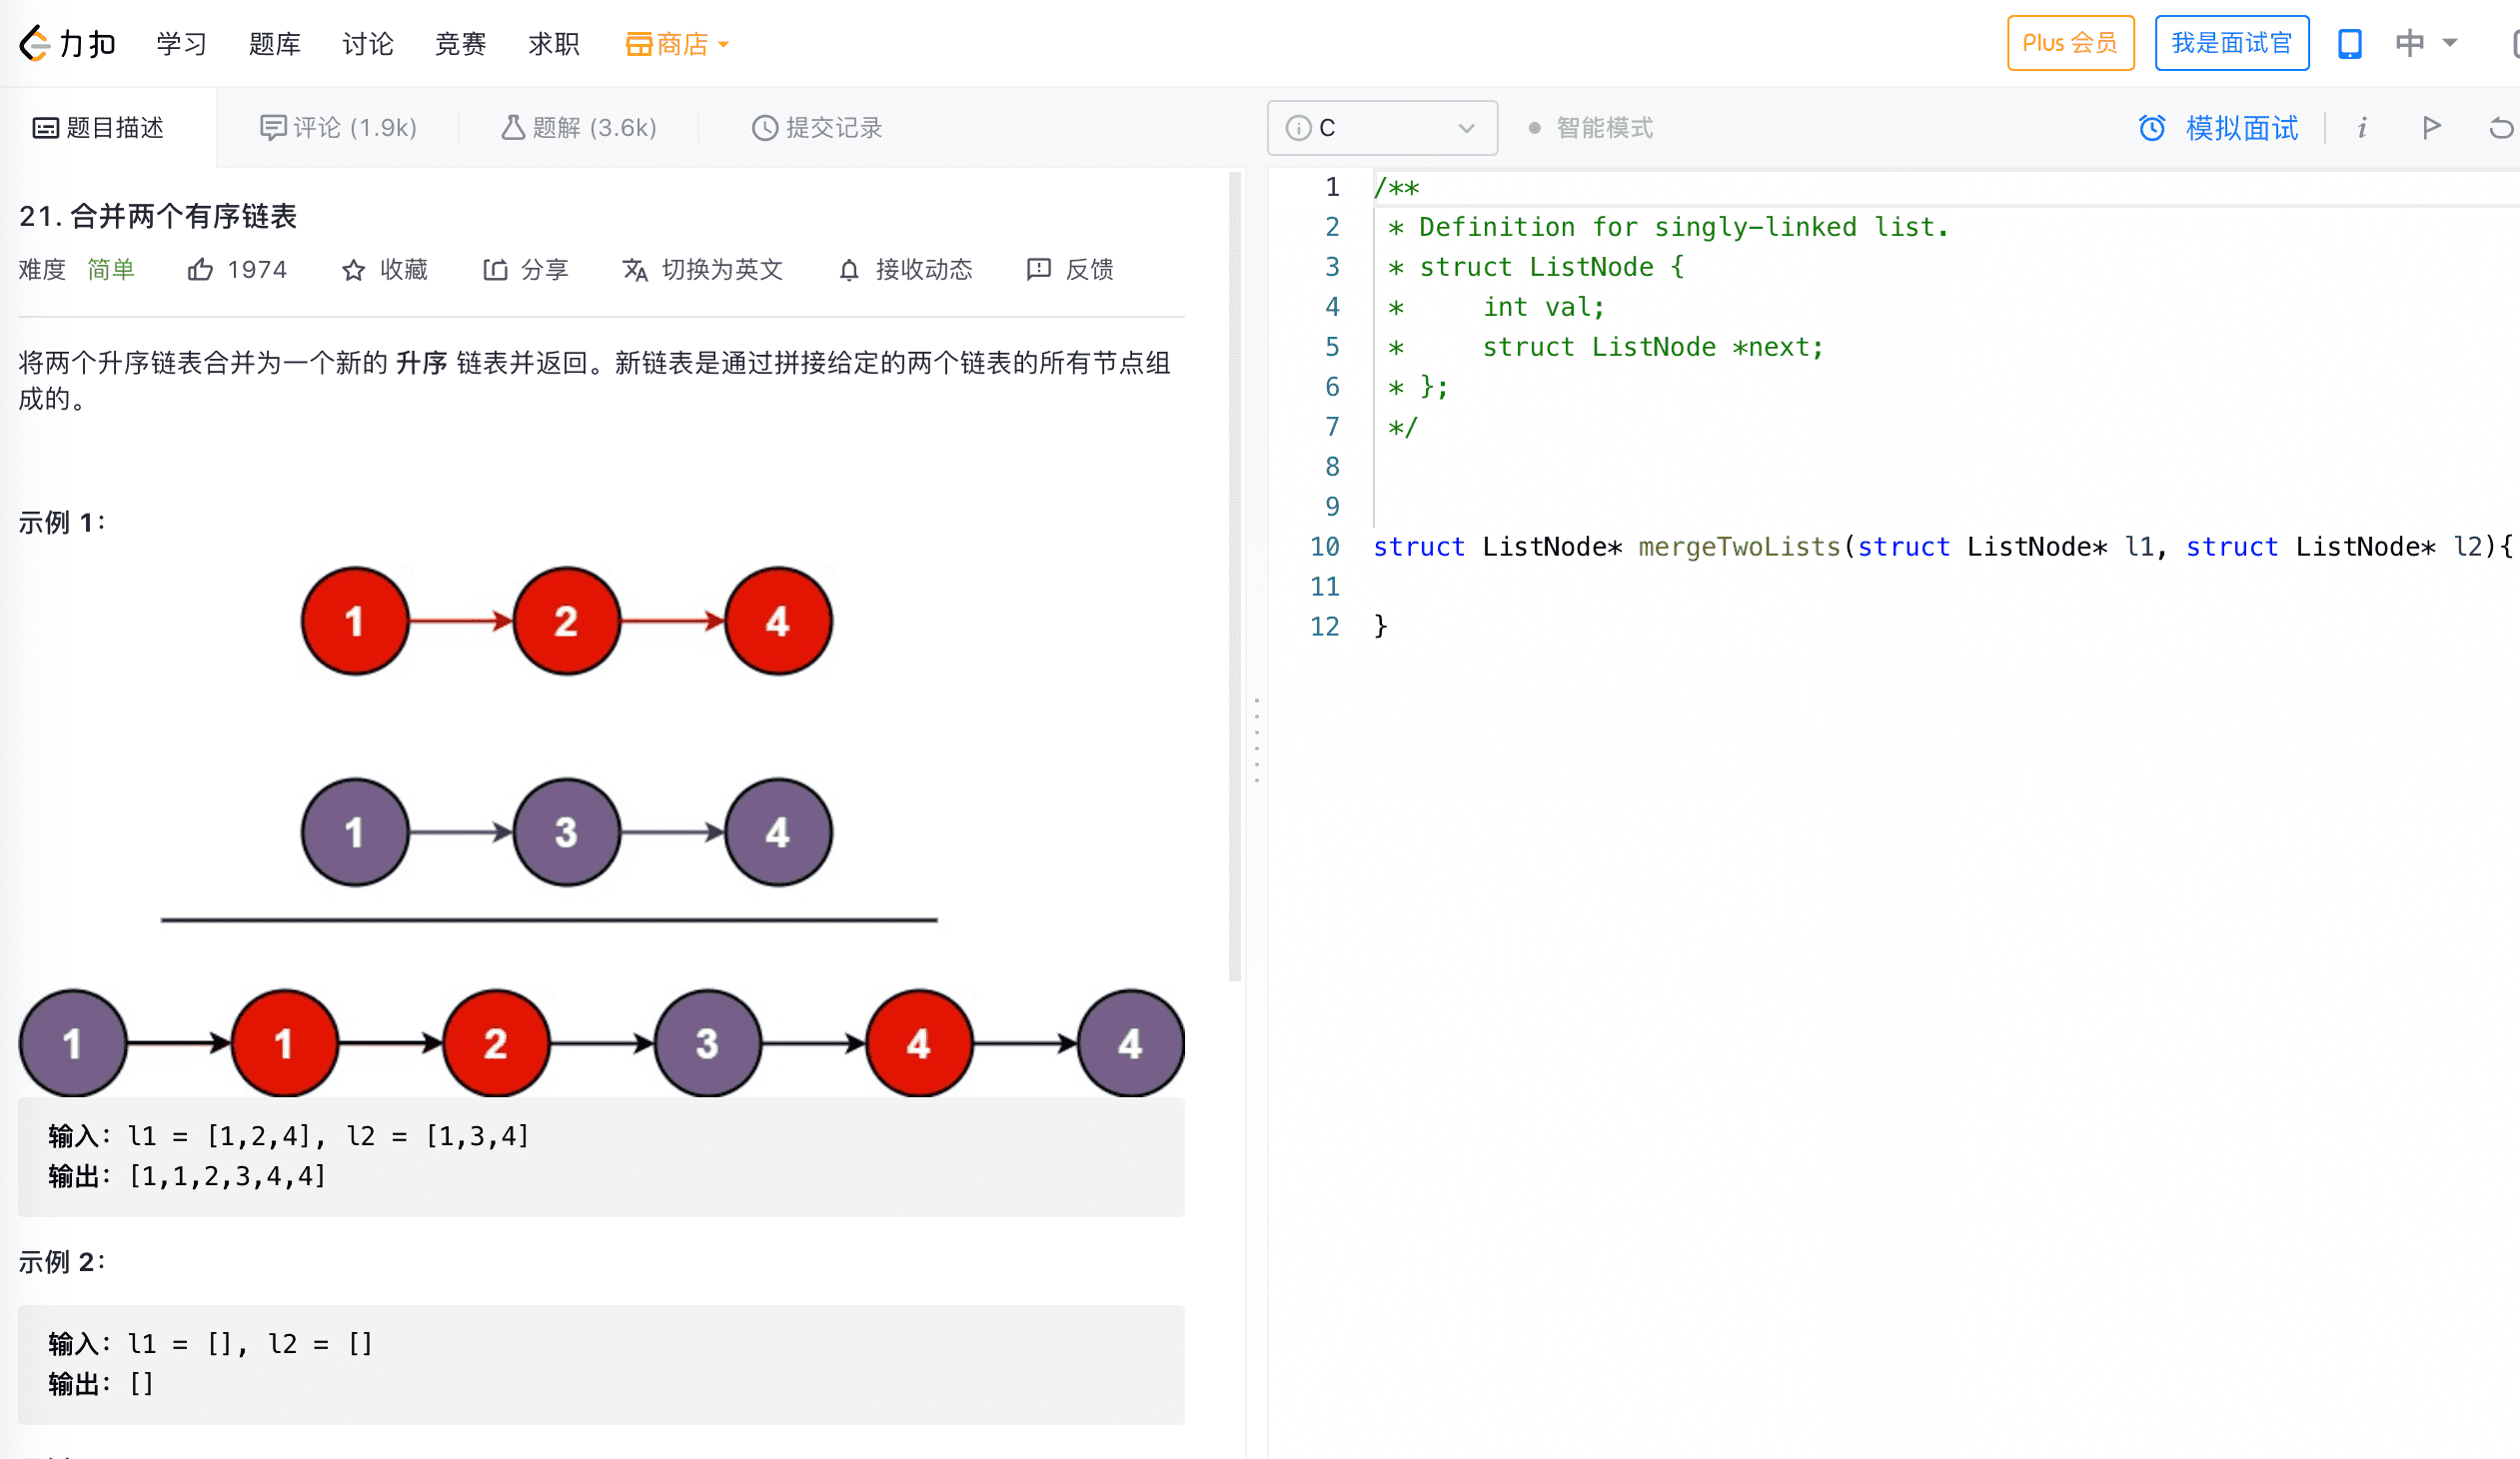 力扣 学习 题库 讨论 竞赛 求职 商店 Plus 会员 我是面试官 中
题目描述 评论 (1.9k) 题解 (3.6k) 提交记录
21. 合并两个有序链表
难度 简单 1974 收藏 分享 切换为英文 接收动态 反馈
将两个升序链表合并为一个新的 升序 链表并返回。新链表是通过拼接给定的两个链表的所有节点组
成的。
示例 1:
1 2 4
1 3 4
1 1 2 3 4 4
输入: l1 = [1,2,4], l2 = [1,3,4]
输出: [1,1,2,3,4,4]
示例 2:
输入: l1 = [], l2 = []
输出: []
C 智能模式 模拟面试 i
1 /**
2 * Definition for singly-linked list.
3 * struct ListNode {
4 * int val;
5 * struct ListNode *next;
6 * };
7 */
8
9
10 struct ListNode* mergeTwoLists(struct ListNode* l1, struct ListNode* l2){
11
12 }